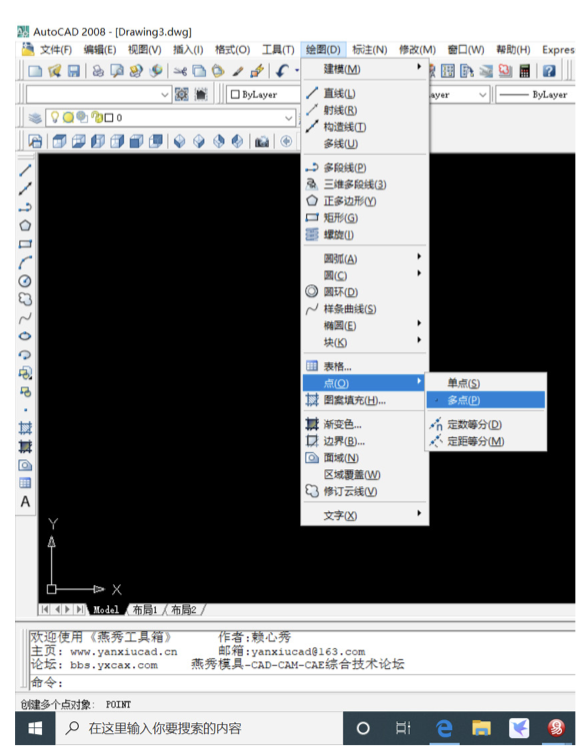 AutoCAD 2008 - [Drawing3.dwg]
文件(F) 编辑(E) 视图(V) 插入(I) 格式(O) 工具(T) 绘图(D) 标注(N) 修改(M) 窗口(W) 帮助(H) Expres
建模(M)
ByLayer
ayer
ByLayer
直线(L)
射线(R)
0
构造线(T)
多线(U)
多段线(P)
三维多段线(3)
正多边形(Y)
矩形(G)
螺旋(I)
圆弧(A)
圆(C)
圆环(D)
样条曲线(S)
椭圆(E)
块(K)
表格...
点(O)
图案填充(H)...
渐变色...
边界(B)...
面域(N)
区域覆盖(W)
修订云线(V)
文字(X)
单点(S)
多点(P)
定数等分(D)
定距等分(M)
A
Y
X
Model 布局1 布局2
欢迎使用《燕秀工具箱》 作者:赖心秀
主页: www.yanxiucad.cn 邮箱:yanxiucad@163.com
论坛: bbs.yxcax.com 燕秀模具-CAD-CAM-CAE综合技术论坛
命令:
创建多个点对象: POINT
在这里输入你要搜索的内容